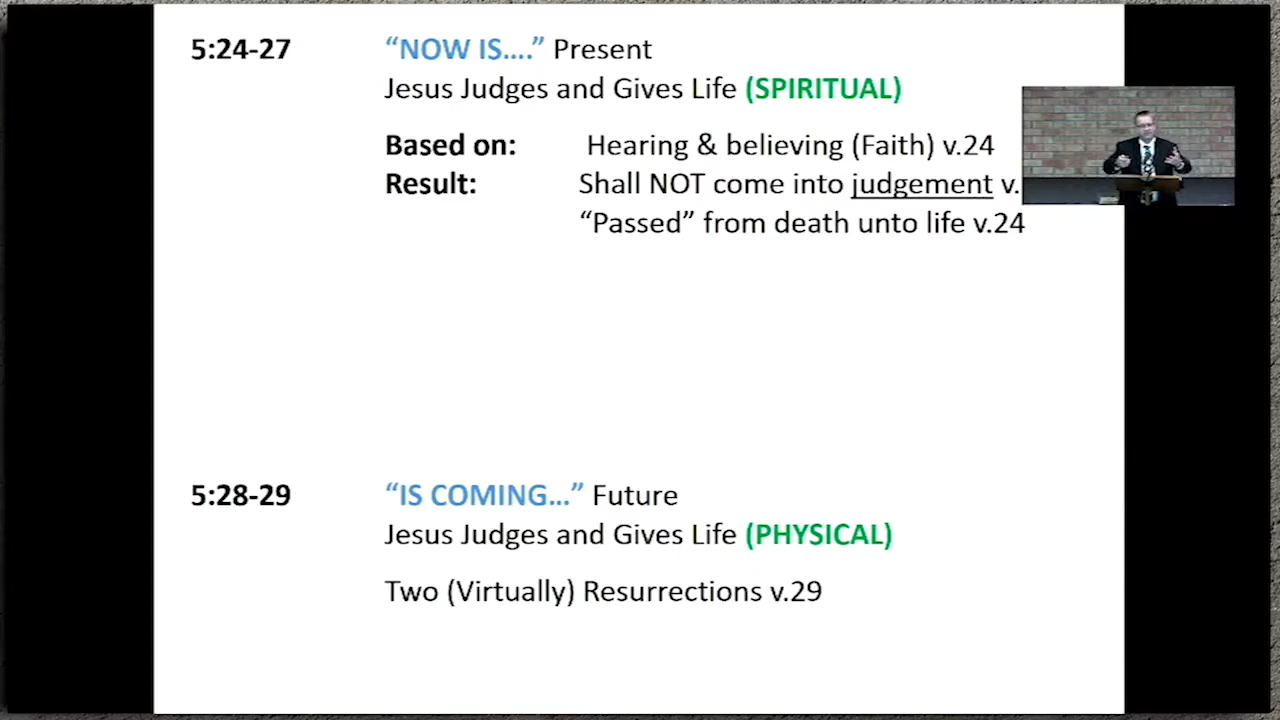 5:24-27 “NOW IS....” Present
Jesus Judges and Gives Life (SPIRITUAL)
Based on: Hearing & believing (Faith) v.24
Result: Shall NOT come into judgement v.
“Passed” from death unto life v.24
5:28-29 “IS COMING...” Future
Jesus Judges and Gives Life (PHYSICAL)
Two (Virtually) Resurrections v.29